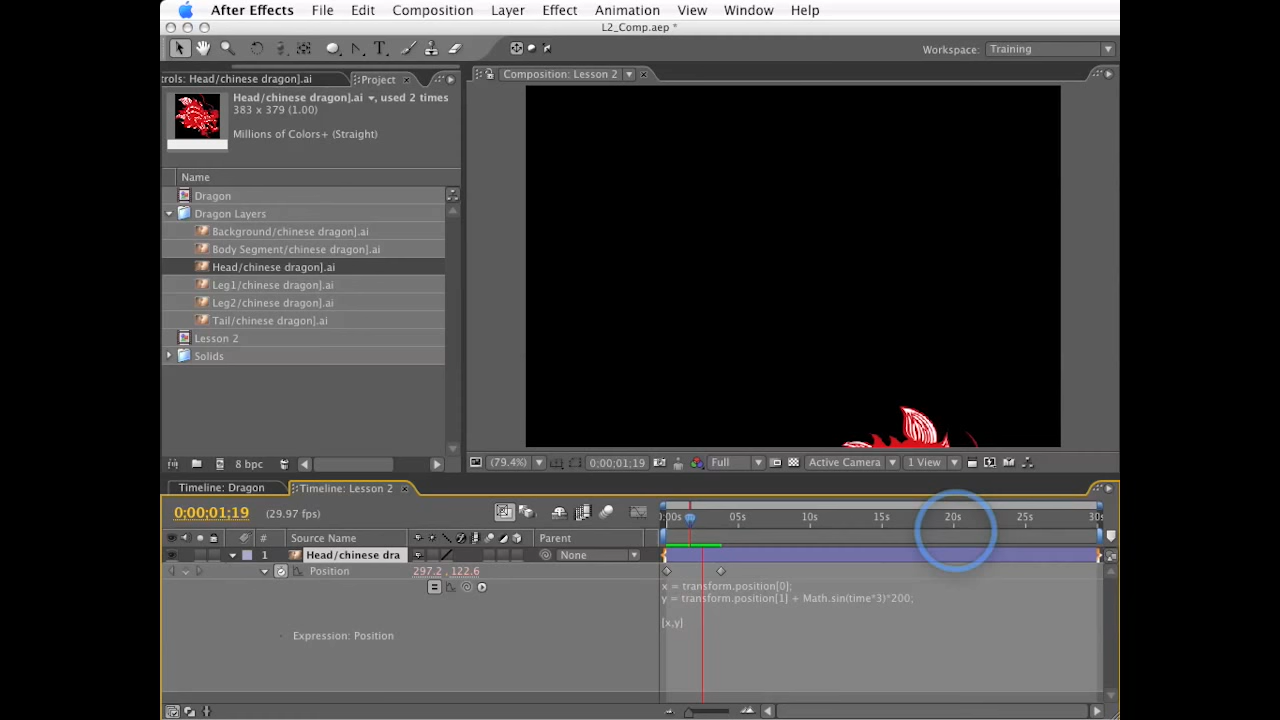 After Effects File Edit Composition Layer Effect Animation View Window Help
L2_Comp.aep *
Workspace: Training
trols: Head/chinese dragon].ai
Project
Composition: Lesson 2
Head/chinese dragon].ai , used 2 times
383 x 379 (1.00)
Millions of Colors+ (Straight)
Name
Dragon
Dragon Layers
Background/chinese dragon].ai
Body Segment/chinese dragon].ai
Head/chinese dragon].ai
Leg1/chinese dragon].ai
Leg2/chinese dragon].ai
Tail/chinese dragon].ai
Lesson 2
Solids
8 bpc
(79.4%) 0;00;01;19 Full Active Camera 1 View
Timeline: Dragon
Timeline: Lesson 2
0;00;01;19 (29.97 fps)
:00s 05s 10s 15s 20s 25s 30s
# Source Name Parent
1 Head/chinese dra None
Position 297.2 , 122.6
x = transform.position[0];
y = transform.position[1] + Math.sin(time*3)*200;
[x,y]
Expression: Position